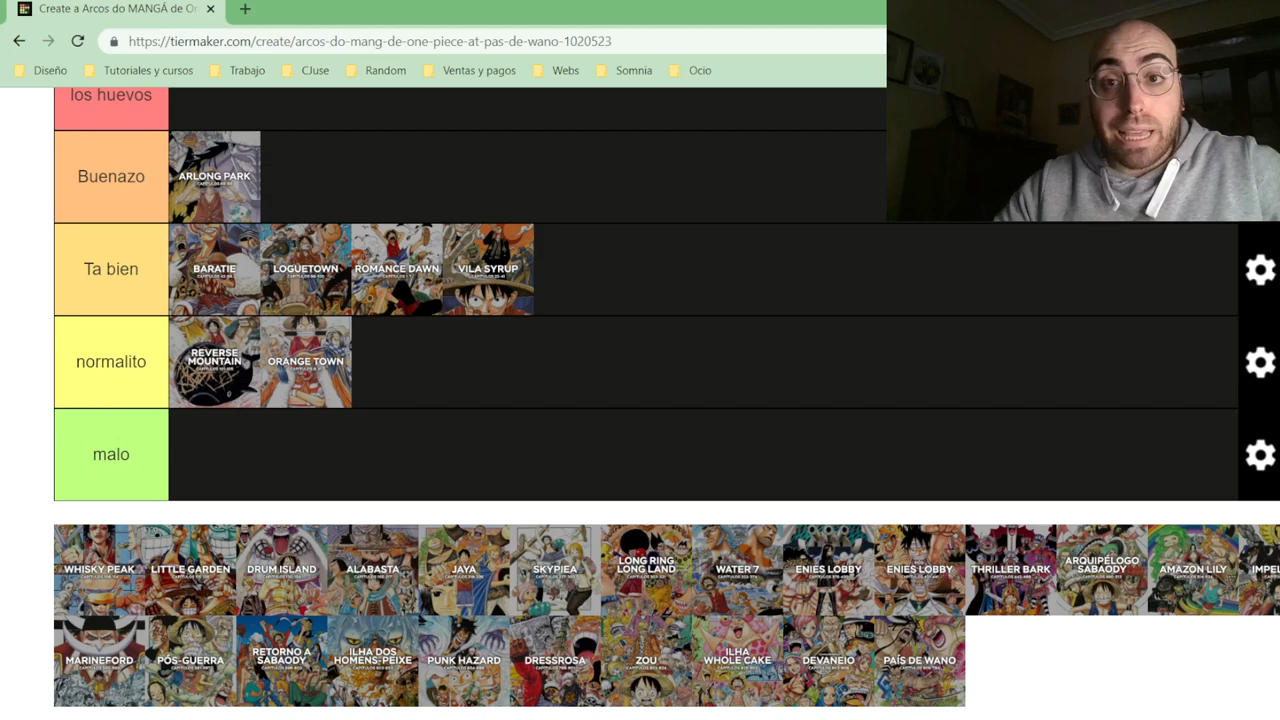 Create a Arcos do MANGÁ de On
https://tiermaker.com/create/arcos-do-mang-de-one-piece-at-pas-de-wano-1020523
Diseño Tutoriales y cursos Trabajo CJuse Random Ventas y pagos Webs Somnia Ocio
los huevos
Buenazo
ARLONG PARK
Ta bien
BARATIE LOGUETOWN ROMANCE DAWN VILA SYRUP
normalito
REVERSE
MOUNTAIN
ORANGE TOWN
malo
WHISKY PEAK LITTLE GARDEN DRUM ISLAND ALABASTA JAYA SKYPIEA
LONG RING
LONG LAND
WATER 7 ENIES LOBBY ENIES LOBBY THRILLER BARK
ARQUIPÉLOGO
SABAODY
AMAZON LILY IMPEL
MARINEFORD PÓS-GUERRA
RETORNO A
SABAODY
ILHA DOS
HOMENS-PEIXE
PUNK HAZARD DRESSROSA ZOU
ILHA
WHOLE CAKE
DEVANEIO PAÍS DE WANO